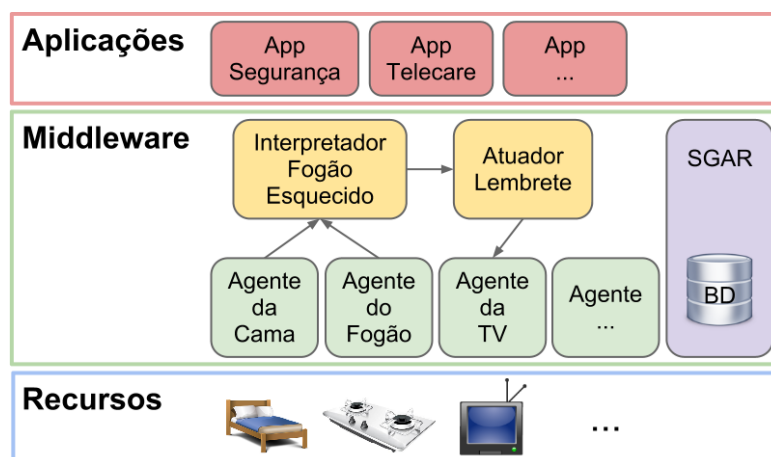 Aplicações
App
Segurança
App
Telecare
App
...
Middleware
Interpretador
Fogão
Esquecido
Atuador
Lembrete
SGAR
Agente
da
Cama
Agente
do
Fogão
Agente
da
TV
Agente
...
BD
Recursos
...